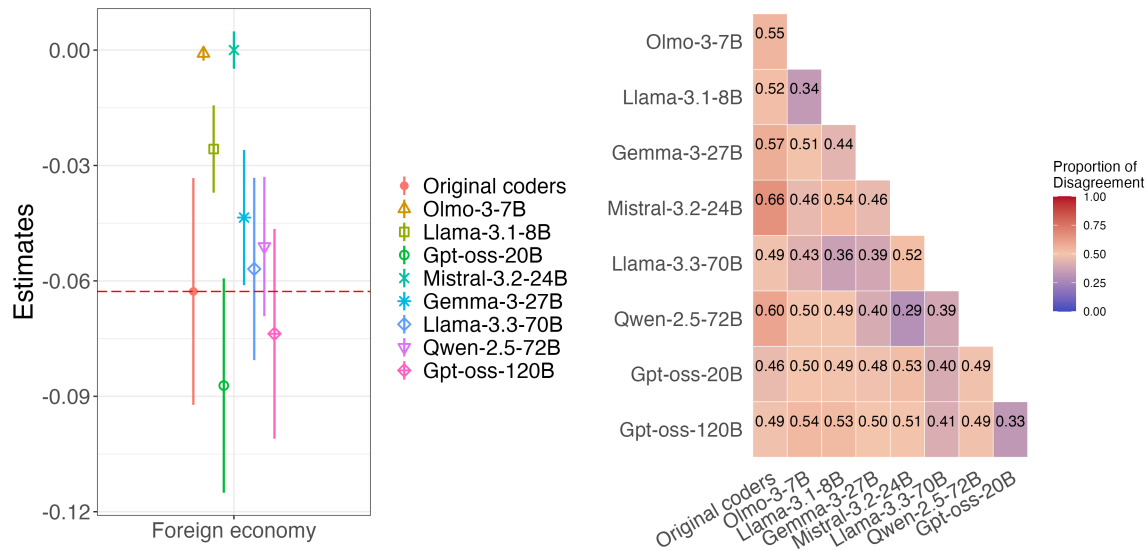 Estimates
0.00
-0.03
-0.06
-0.09
-0.12
Foreign economy
Original coders
Olmo-3-7B
Llama-3.1-8B
Gpt-oss-20B
Mistral-3.2-24B
Gemma-3-27B
Llama-3.3-70B
Qwen-2.5-72B
Gpt-oss-120B
Olmo-3-7B 0.55
Llama-3.1-8B 0.52 0.34
Gemma-3-27B 0.57 0.51 0.44
Mistral-3.2-24B 0.66 0.46 0.54 0.46
Llama-3.3-70B 0.49 0.43 0.36 0.39 0.52
Qwen-2.5-72B 0.60 0.50 0.49 0.40 0.29 0.39
Gpt-oss-20B 0.46 0.50 0.49 0.48 0.53 0.40 0.49
Gpt-oss-120B 0.49 0.54 0.53 0.50 0.51 0.41 0.49 0.33
Original coders
Olmo-3-7B
Llama-3.1-8B
Gemma-3-27B
Mistral-3.2-24B
Llama-3.3-70B
Qwen-2.5-72B
Gpt-oss-20B
Proportion of
Disagreement
1.00
0.75
0.50
0.25
0.00